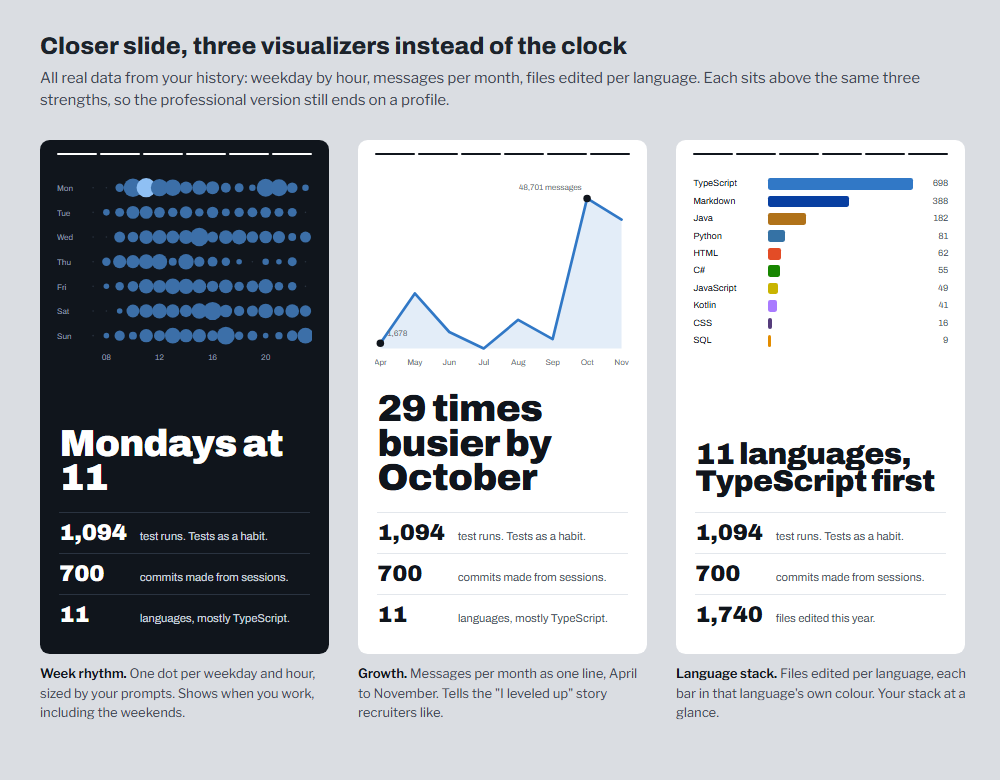 Closer slide, three visualizers instead of the clock
All real data from your history: weekday by hour, messages per month, files edited per language. Each sits above the same three
strengths, so the professional version still ends on a profile.
Mon
Tue
Wed
Thu
Fri
Sat
Sun
08 12 16 20
Mondays at
11
1,094 test runs. Tests as a habit.
700 commits made from sessions.
11 languages, mostly TypeScript.
Week rhythm. One dot per weekday and hour,
sized by your prompts. Shows when you work,
including the weekends.
48,701 messages
1,678
Apr May Jun Jul Aug Sep Oct Nov
29 times
busier by
October
1,094 test runs. Tests as a habit.
700 commits made from sessions.
11 languages, mostly TypeScript.
Growth. Messages per month as one line, April
to November. Tells the "I leveled up" story
recruiters like.
TypeScript 698
Markdown 388
Java 182
Python 81
HTML 62
C# 55
JavaScript 49
Kotlin 41
CSS 16
SQL 9
11 languages,
TypeScript first
1,094 test runs. Tests as a habit.
700 commits made from sessions.
1,740 files edited this year.
Language stack. Files edited per language, each
bar in that language's own colour. Your stack at a
glance.